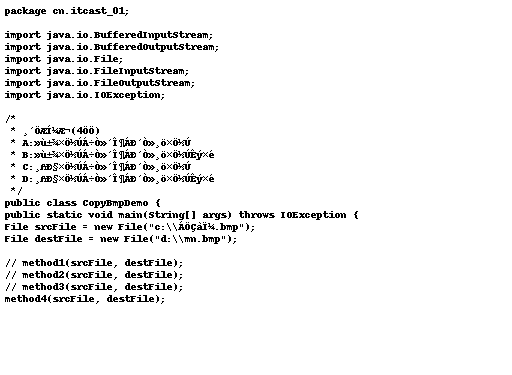 package cn.itcast_01;
import java.io.BufferedInputStream;
import java.io.BufferedOutputStream;
import java.io.File;
import java.io.FileInputStream;
import java.io.FileOutputStream;
import java.io.IOException;
/*
* ¸´ÖÆÍ¼Æ¬(4ÖÖ)
* A:»ù±¾×Ö½ÚÁ÷Ò»´Î¶ÁÐ´Ò»¸ö×Ö½Ú
* B:»ù±¾×Ö½ÚÁ÷Ò»´Î¶ÁÐ´Ò»¸ö×Ö½ÚÊý×é
* C:¸ßÐ§×Ö½ÚÁ÷Ò»´Î¶ÁÐ´Ò»¸ö×Ö½Ú
* D:¸ßÐ§×Ö½ÚÁ÷Ò»´Î¶ÁÐ´Ò»¸ö×Ö½ÚÊý×é
*/
public class CopyBmpDemo {
public static void main(String[] args) throws IOException {
File srcFile = new File("c:\\ÃÖÇàÏ¼.bmp");
File destFile = new File("d:\\mn.bmp");
// method1(srcFile, destFile);
// method2(srcFile, destFile);
// method3(srcFile, destFile);
method4(srcFile, destFile);